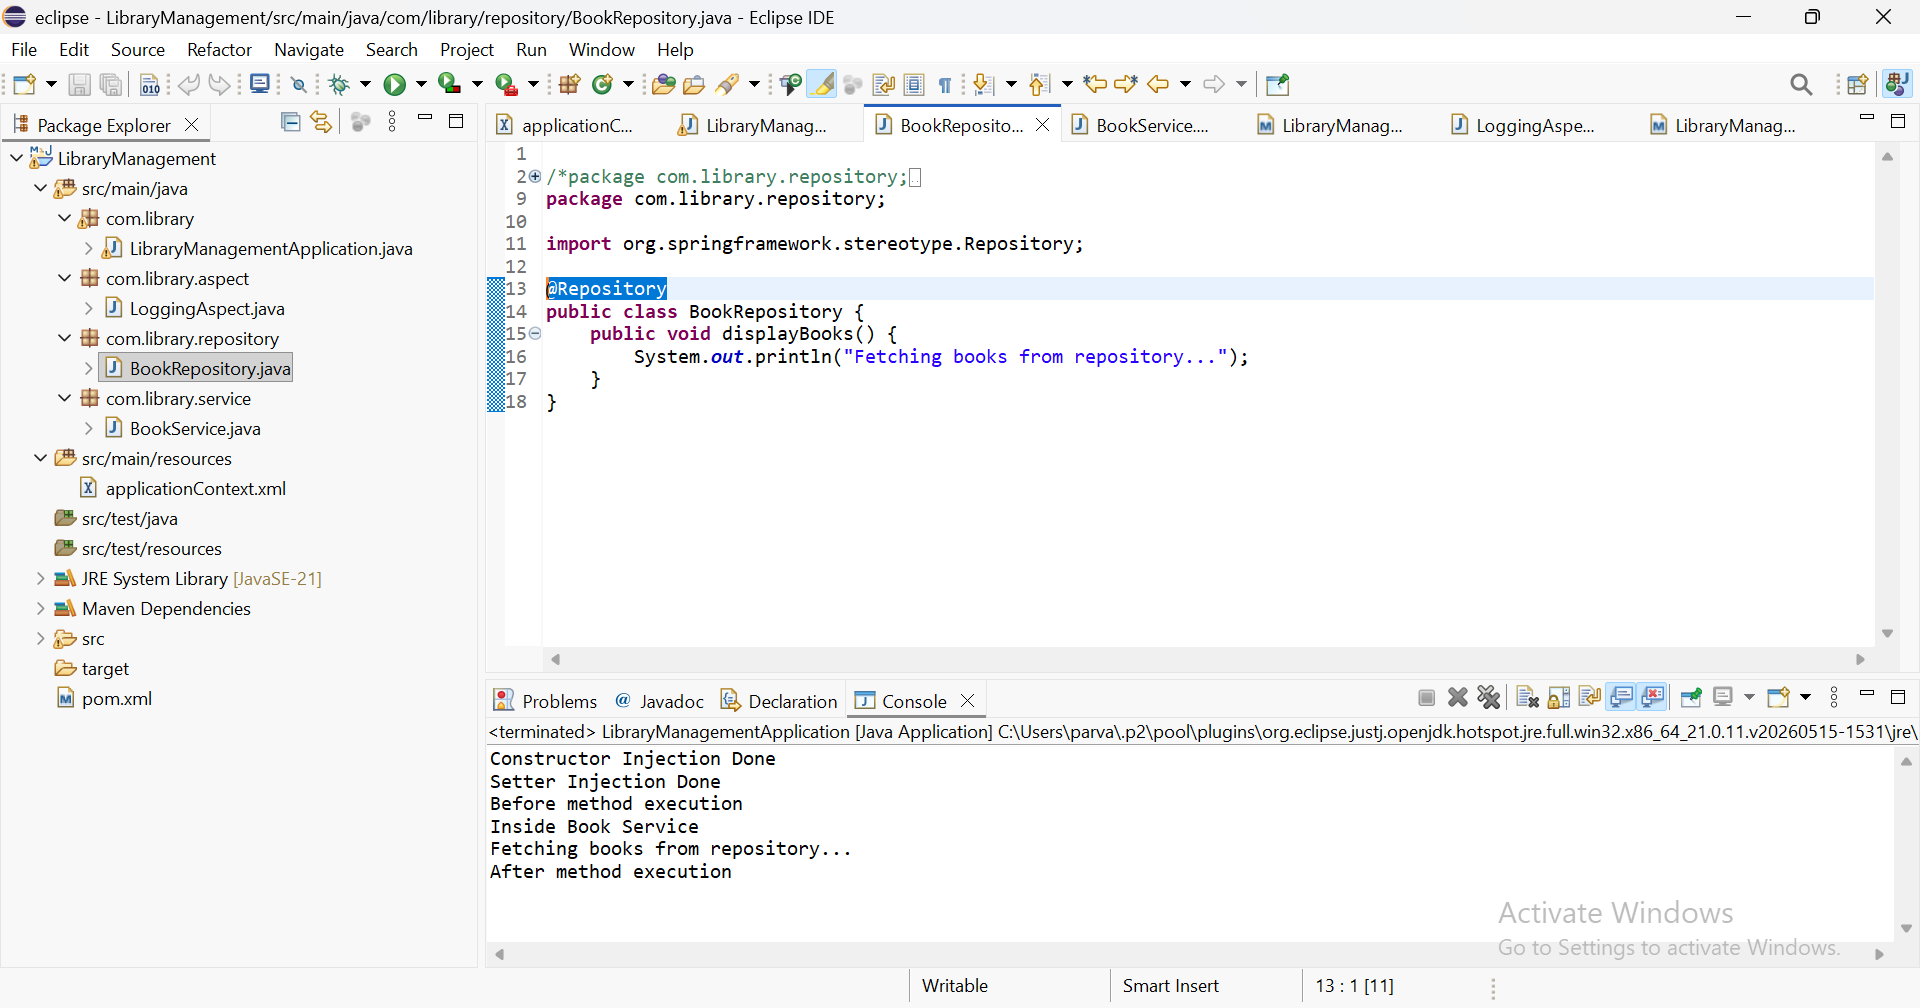 eclipse - LibraryManagement/src/main/java/com/library/repository/BookRepository.java - Eclipse IDE
File Edit Source Refactor Navigate Search Project Run Window Help
Package Explorer
LibraryManagement
src/main/java
com.library
LibraryManagementApplication.java
com.library.aspect
LoggingAspect.java
com.library.repository
BookRepository.java
com.library.service
BookService.java
src/main/resources
applicationContext.xml
src/test/java
src/test/resources
JRE System Library [JavaSE-21]
Maven Dependencies
src
target
pom.xml
applicationC... LibraryManag... BookReposito... BookService.... LibraryManag... LoggingAspe... LibraryManag...
1
2 /*package com.library.repository;
9 package com.library.repository;
10
11 import org.springframework.stereotype.Repository;
12
13 @Repository
14 public class BookRepository {
15 public void displayBooks() {
16 System.out.println("Fetching books from repository...");
17 }
18 }
Problems Javadoc Declaration Console
<terminated> LibraryManagementApplication [Java Application] C:\Users\parva\.p2\pool\plugins\org.eclipse.justj.openjdk.hotspot.jre.full.win32.x86_64_21.0.11.v20260515-1531\jre\
Constructor Injection Done
Setter Injection Done
Before method execution
Inside Book Service
Fetching books from repository...
After method execution
Activate Windows
Go to Settings to activate Windows.
Writable Smart Insert 13 : 1 [11]